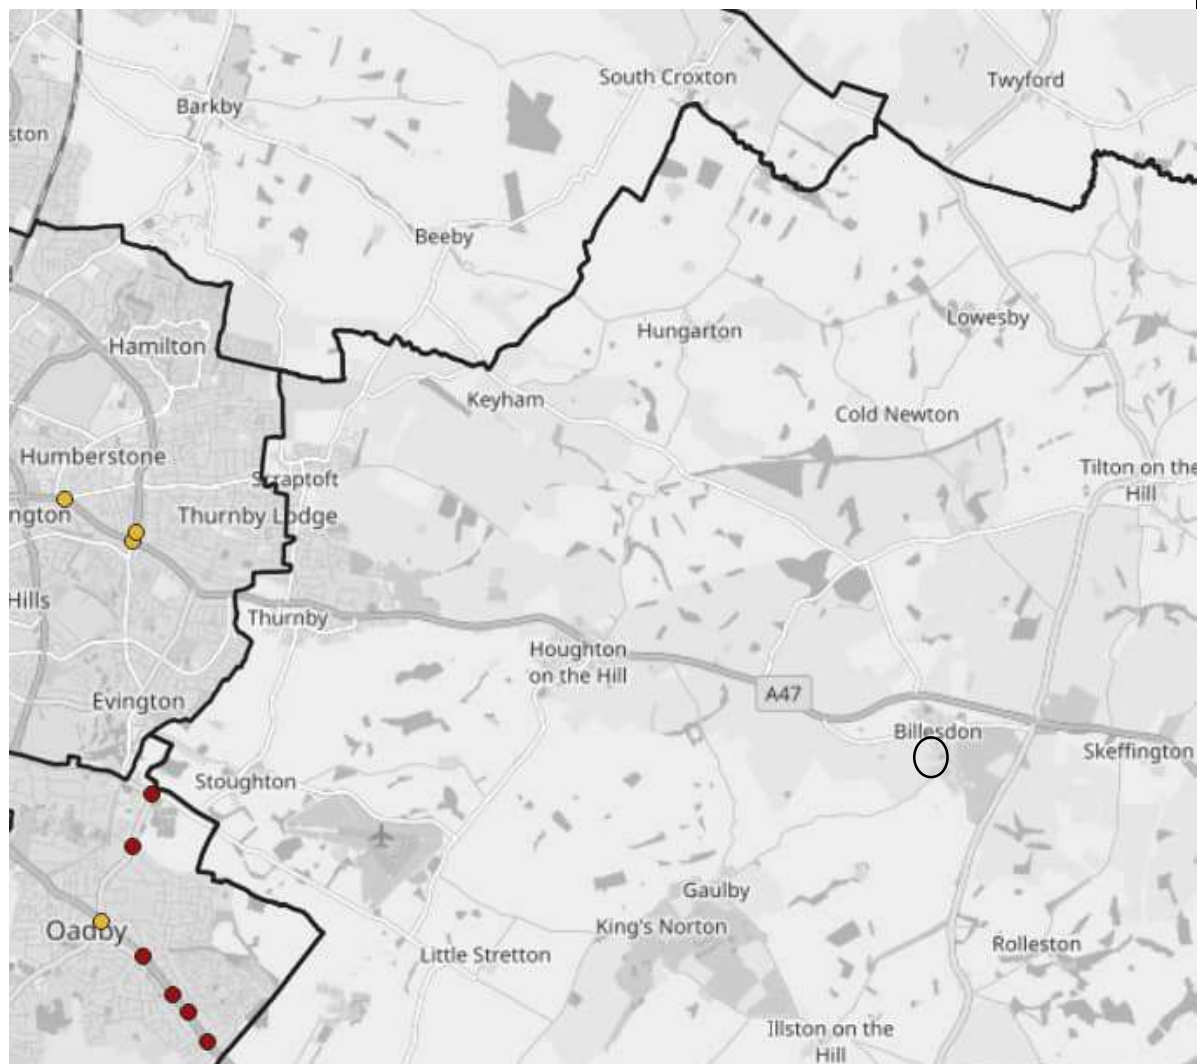 South Croxton
Twyford
Barkby
ston
Beeby
Lowesby
Hungarton
Hamilton
Keyham
Cold Newton
Humberstone
Tilton on the
Hill
Scraptoft
ngton
Thurnby Lodge
Hills
Thurnby
Houghton
on the Hill
A47
Evington
Billesdon
Skeffington
Stoughton
Gaulby
King's Norton
Oadby
Rolleston
Little Stretton
Illston on the
Hill